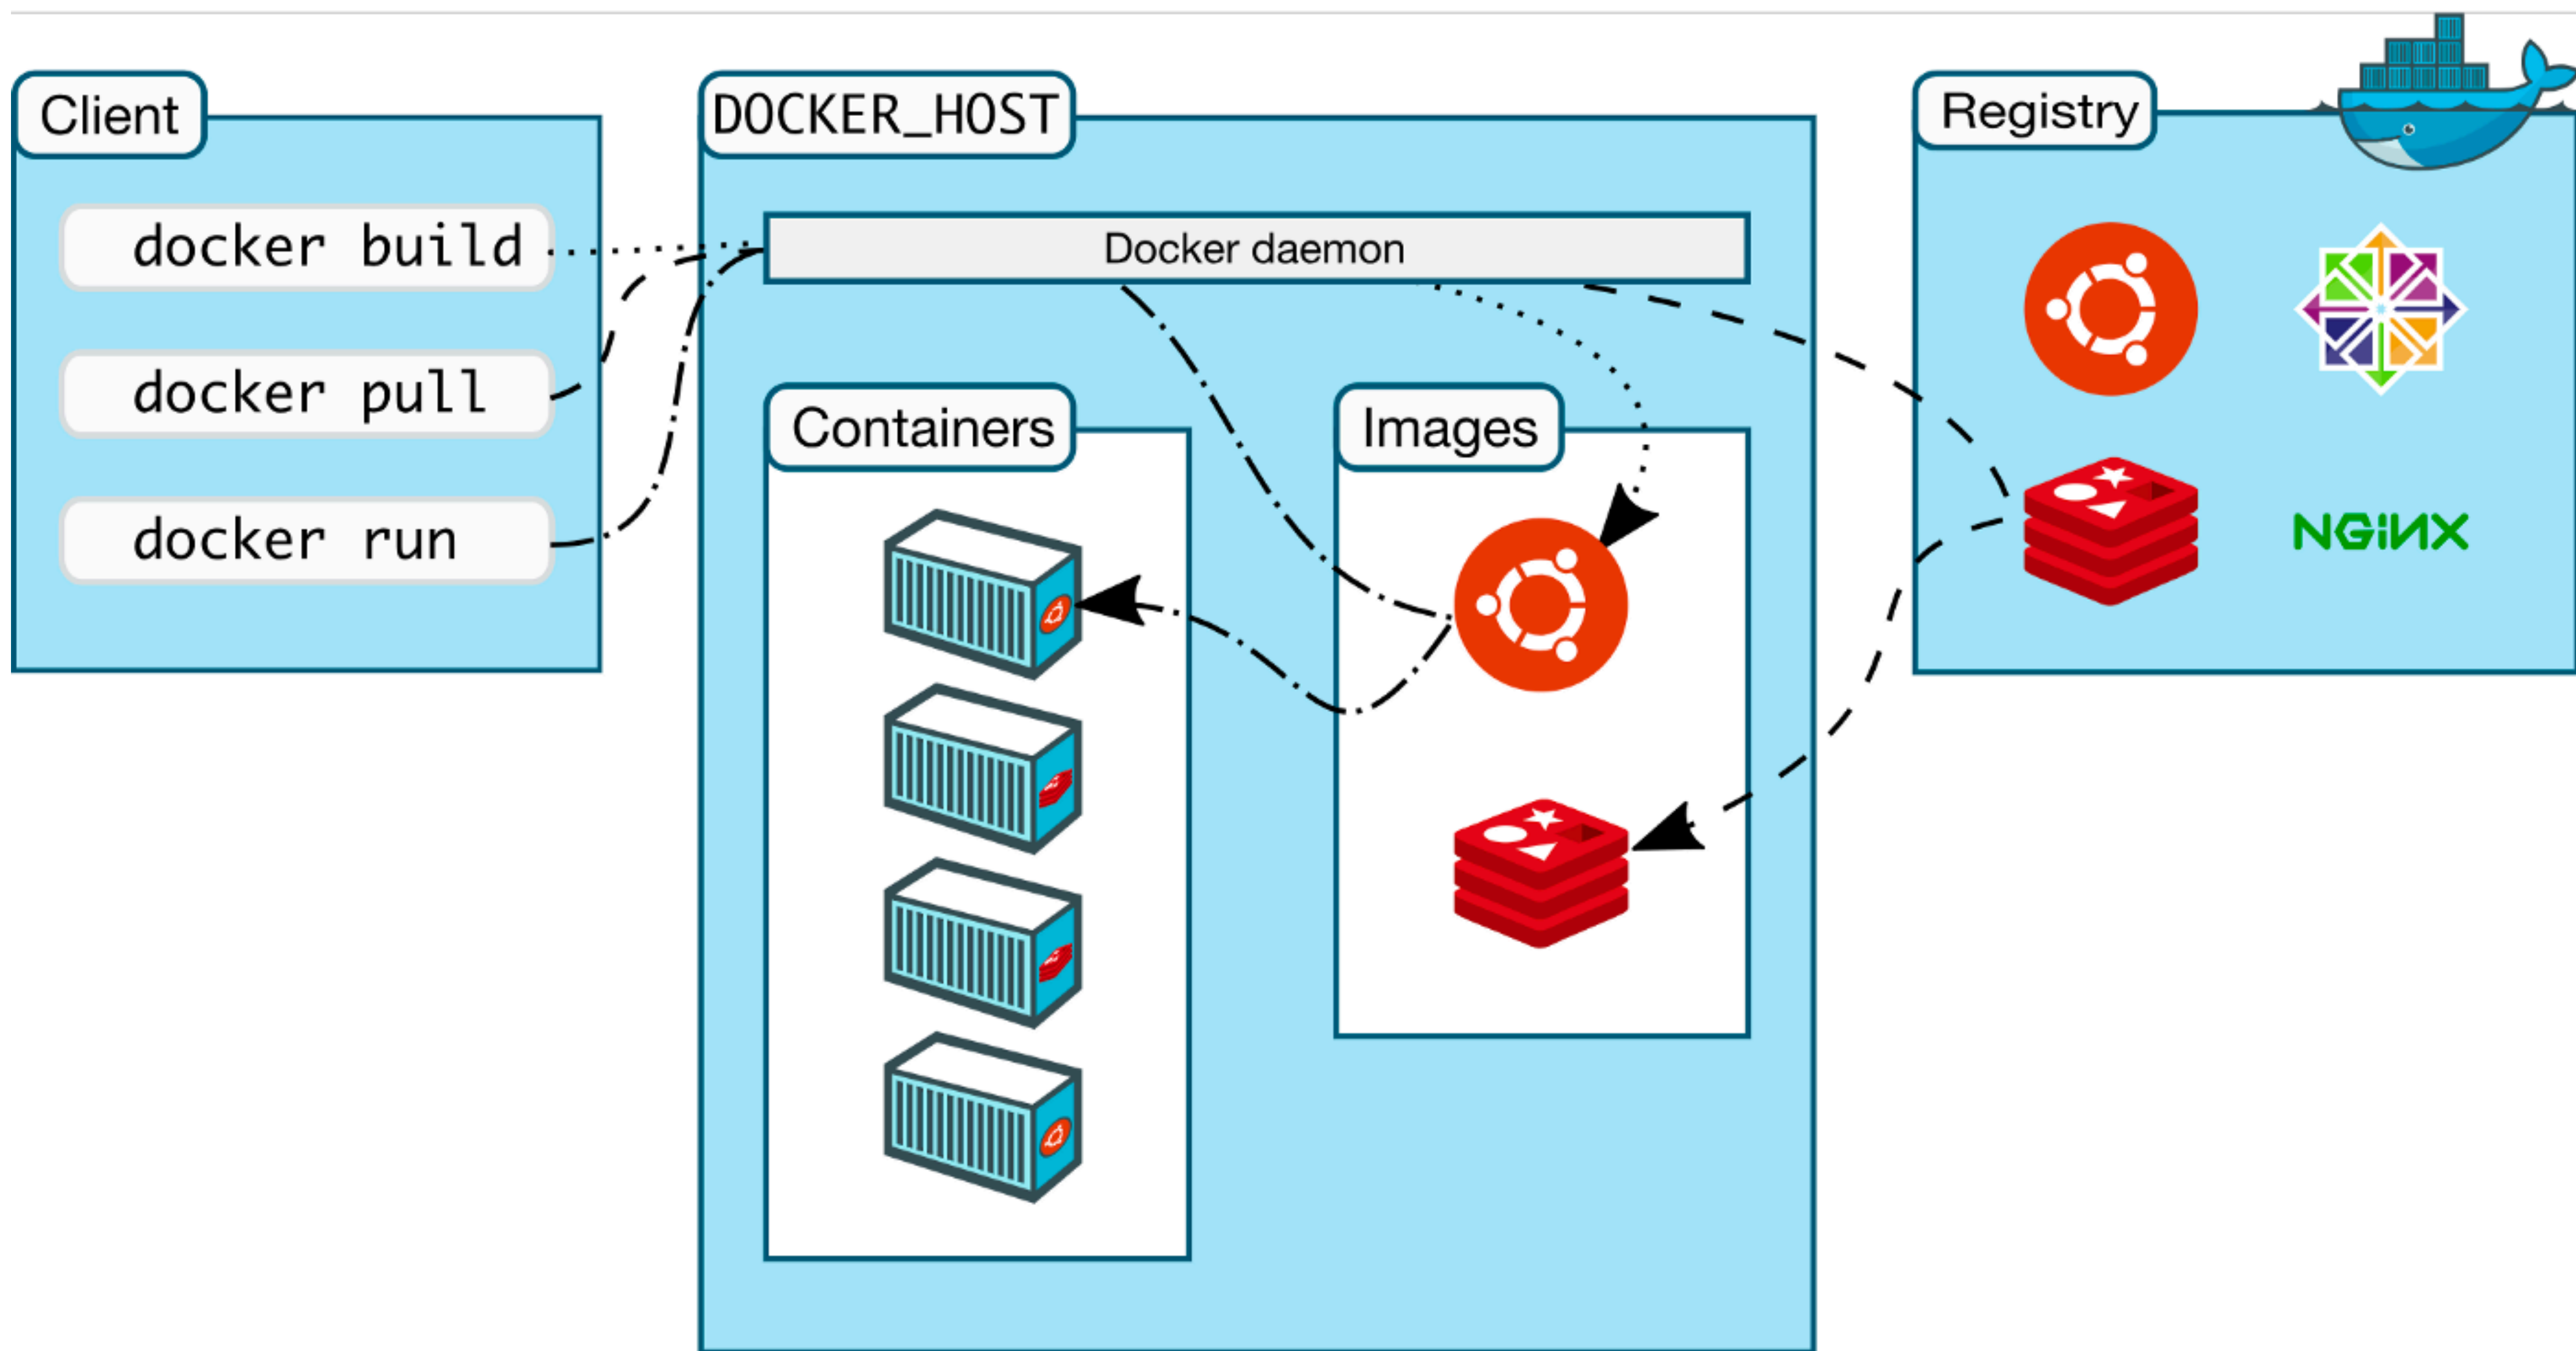 Client
docker build
docker pull
docker run
DOCKER_HOST
Docker daemon
Containers
Images
Registry
NGiNX